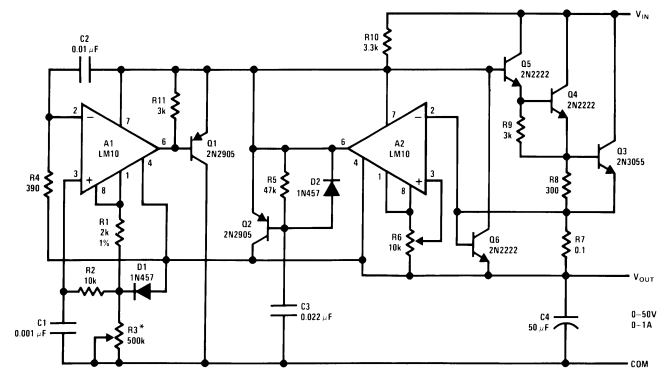 VIN
R10
3.3k
C2
0.01 µF
Q5
2N2222
Q4
2N2222
R11
3k
2
7
A1
LM10
6
Q1
2N2905
4
3
8
1
R4
390
7
2
A2
LM10
6
4
1
8
3
R9
3k
Q3
2N3055
R8
300
R5
47k
D2
1N457
Q2
2N2905
R1
2k
1%
R6
10k
Q6
2N2222
R7
0.1
R2
10k
D1
1N457
VOUT
C1
0.001 µF
R3*
500k
C3
0.022 µF
C4
50 µF
0–50V
0–1A
COM